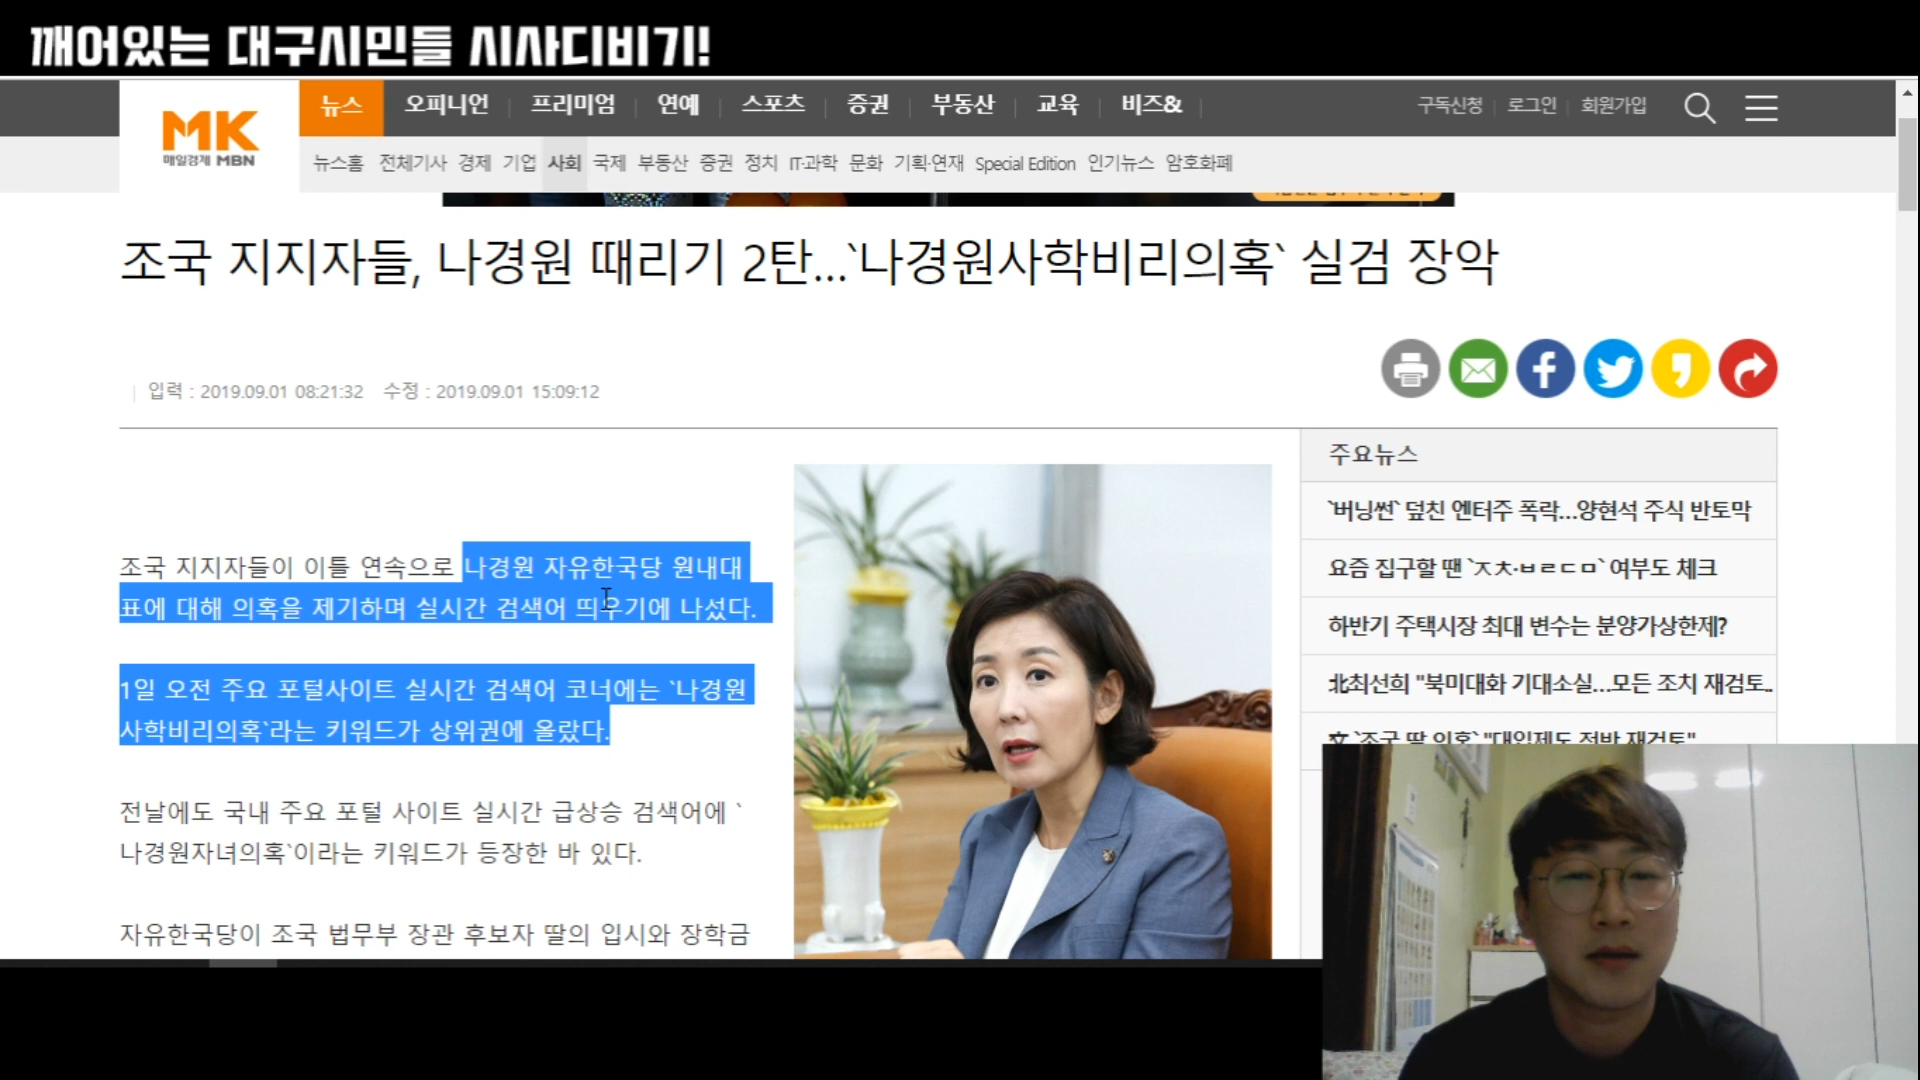 깨어있는 대구시민들 시사디비기!
MK
매일경제 MBN
뉴스 오피니언 프리미엄 연예 스포츠 증권 부동산 교육 비즈&
구독신청 로그인 회원가입
뉴스홈 전체기사 경제 기업 사회 국제 부동산 증권 정치 IT·과학 문화 기획·연재 Special Edition 인기뉴스 암호화폐
조국 지지자들, 나경원 때리기 2탄...`나경원사학비리의혹` 실검 장악
입력 : 2019.09.01 08:21:32 수정 : 2019.09.01 15:09:12
조국 지지자들이 이틀 연속으로 나경원 자유한국당 원내대
표에 대해 의혹을 제기하며 실시간 검색어 띄우기에 나섰다.
1일 오전 주요 포털사이트 실시간 검색어 코너에는 `나경원
사학비리의혹`라는 키워드가 상위권에 올랐다.
전날에도 국내 주요 포털 사이트 실시간 급상승 검색어에 `
나경원자녀의혹`이라는 키워드가 등장한 바 있다.
자유한국당이 조국 법무부 장관 후보자 딸의 입시와 장학금
주요뉴스
`버닝썬` 덮친 엔터주 폭락...양현석 주식 반토막
요즘 집구할 땐 `ㅈㅊ·ㅂㄹㄷㅁ` 여부도 체크
하반기 주택시장 최대 변수는 분양가상한제?
北최선희 "북미대화 기대소실...모든 조치 재검토..
文 `조국 딸 의혹` "대입제도 전반 재검토"